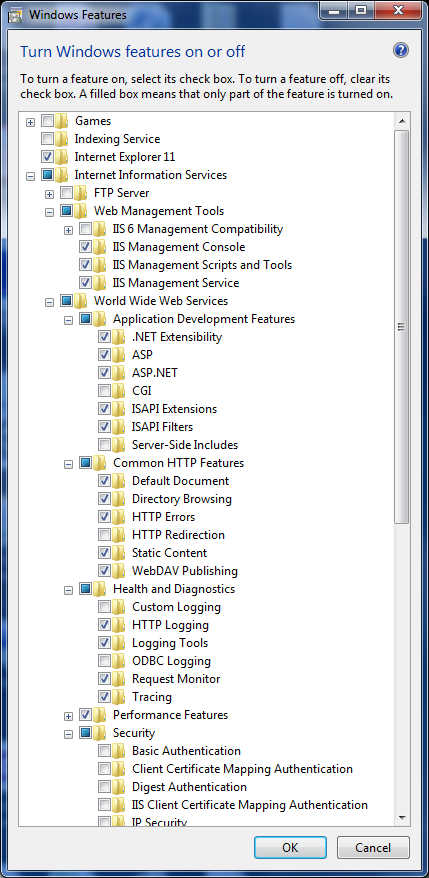 Windows Features
Turn Windows features on or off
To turn a feature on, select its check box. To turn a feature off, clear its
check box. A filled box means that only part of the feature is turned on.
Games
Indexing Service
Internet Explorer 11
Internet Information Services
FTP Server
Web Management Tools
IIS 6 Management Compatibility
IIS Management Console
IIS Management Scripts and Tools
IIS Management Service
World Wide Web Services
Application Development Features
.NET Extensibility
ASP
ASP.NET
CGI
ISAPI Extensions
ISAPI Filters
Server-Side Includes
Common HTTP Features
Default Document
Directory Browsing
HTTP Errors
HTTP Redirection
Static Content
WebDAV Publishing
Health and Diagnostics
Custom Logging
HTTP Logging
Logging Tools
ODBC Logging
Request Monitor
Tracing
Performance Features
Security
Basic Authentication
Client Certificate Mapping Authentication
Digest Authentication
IIS Client Certificate Mapping Authentication
IP Security
OK Cancel